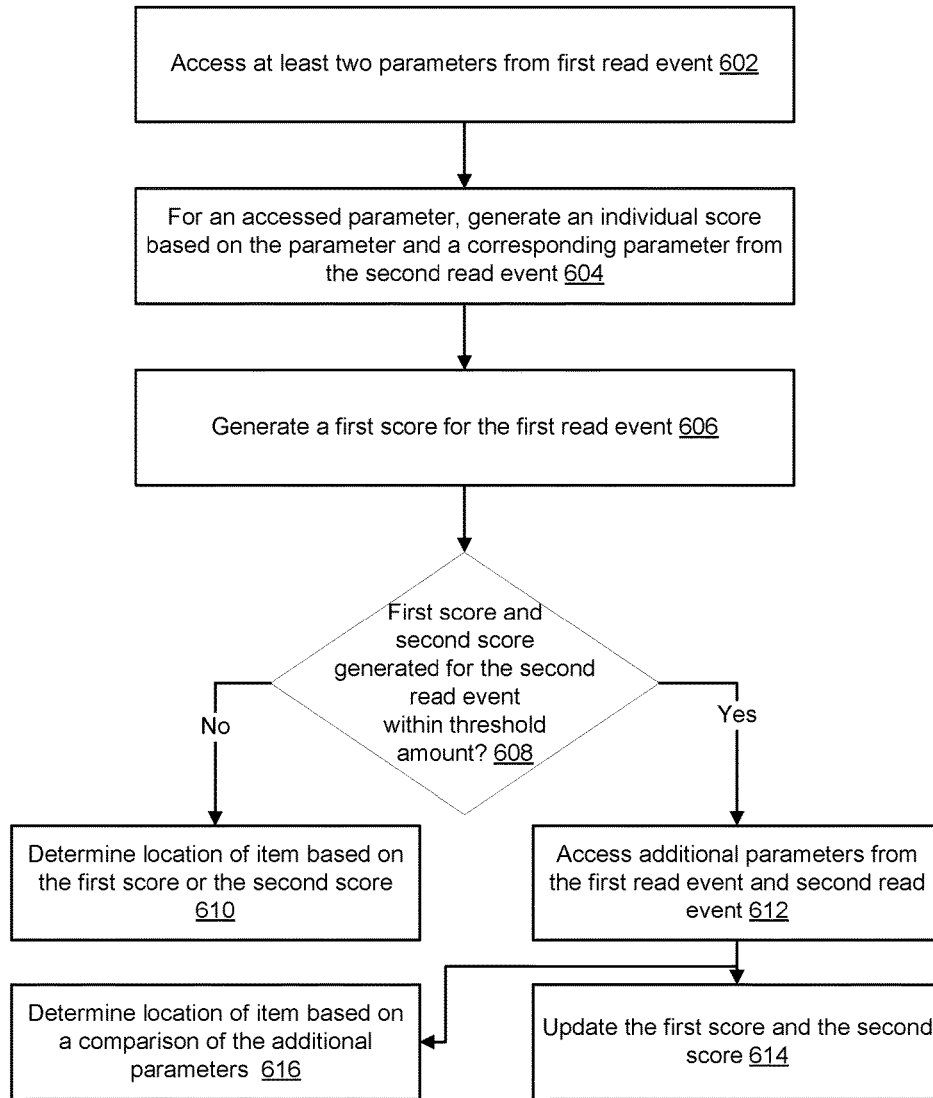 Access at least two parameters from first read event 602
For an accessed parameter, generate an individual score
based on the parameter and a corresponding parameter from
the second read event 604
Generate a first score for the first read event 606
First score and
second score
generated for the second
read event
within threshold
amount? 608
No
Yes
Determine location of item based on
the first score or the second score
610
Access additional parameters from
the first read event and second read
event 612
Determine location of item based on
a comparison of the additional
parameters 616
Update the first score and the second
score 614